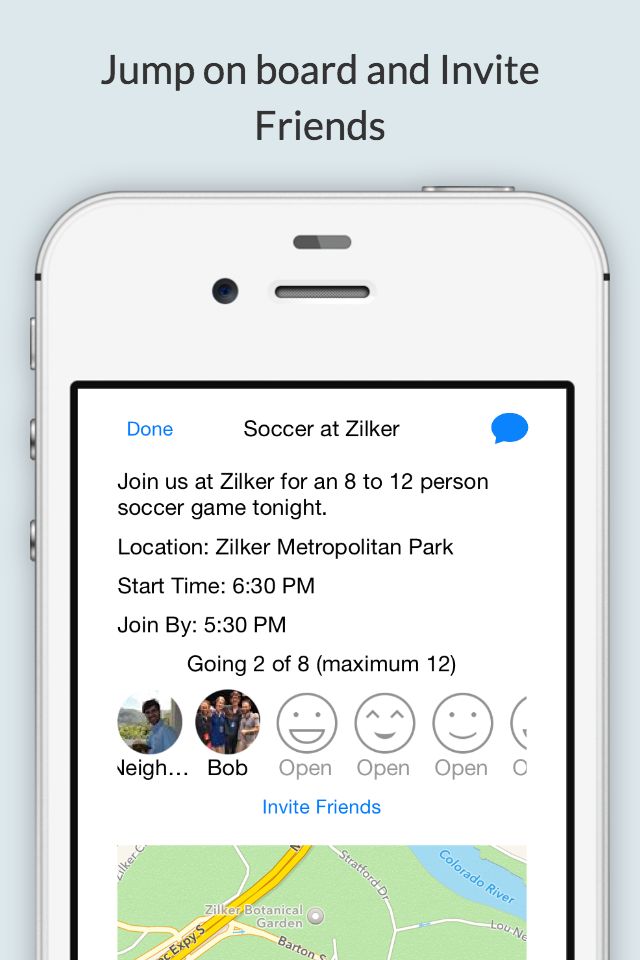 Jump on board and Invite
Friends
Done
Soccer at Zilker
Join us at Zilker for an 8 to 12 person
soccer game tonight.
Location: Zilker Metropolitan Park
Start Time: 6:30 PM
Join By: 5:30 PM
Going 2 of 8 (maximum 12)
Neigh… Bob Open Open Open O
Invite Friends
Zilker C
Stratford Dr
Colorado River
Zilker Botanical
Garden
Lou Ne
Expy S
Barton S